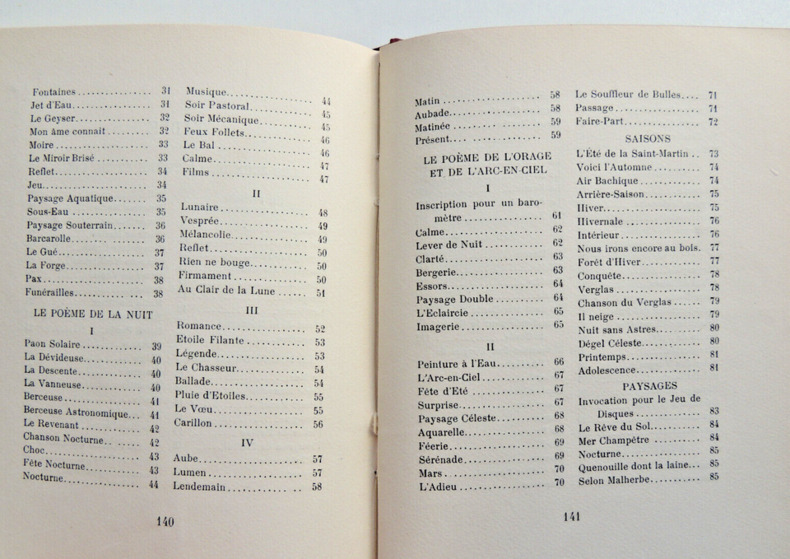 Fontaines ............... 31
Jet d'Eau............... 31
Le Geyser............... 32
Mon âme connaît......... 32
Moire ............... 33
Le Miroir Brisé ........... 33
Reflet............... 34
Jeu............... 34
Paysage Aquatique....... 35
Sous-Eau ............... 35
Paysage Souterrain....... 36
Barcarolle ............... 36
Le Gué............... 37
La Forge ............... 37
Pax............... 38
Funérailles............... 38
LE POÈME DE LA NUIT
I
Paon Solaire ............... 39
La Dévideuse............... 40
La Descente ............... 40
La Vanneuse............... 40
Berceuse ............... 41
Berceuse Astronomique... 41
Le Revenant ............... 42
Chanson Nocturne......... 42
Choc............... 43
Fête Nocturne............... 43
Nocturne............... 44
Musique............... 44
Soir Pastoral............... 45
Soir Mécanique............ 45
Feux Follets............... 46
Le Bal ............... 46
Calme............... 47
Films ............... 47
II
Lunaire ............... 48
Vesprée............... 49
Mélancolie............... 49
Reflet............... 50
Rien ne bouge............... 50
Firmament ............... 50
Au Clair de la Lune ...... 51
III
Romance............... 52
Etoile Filante ............... 53
Légende............... 53
Le Chasseur............... 54
Ballade............... 54
Pluie d'Etoiles............... 55
Le Vœu............... 55
Carillon ............... 56
IV
Aube............... 57
Lumen............... 57
Lendemain............... 58
140
Matin ............... 58
Aubade............... 58
Matinée ............... 59
Présent............... 59
LE POÈME DE L'ORAGE
ET DE L'ARC-EN-CIEL
I
Inscription pour un baro-
mètre ............... 61
Calme............... 62
Lever de Nuit ............ 62
Clarté............... 63
Bergerie............... 63
Essors............... 64
Paysage Double ............ 64
L'Eclaircie ............... 65
Imagerie............... 65
II
Peinture à l'Eau............ 66
L'Arc-en-Ciel............... 67
Fête d'Eté ............... 67
Surprise............... 67
Paysage Céleste............ 68
Aquarelle............... 68
Féerie............... 69
Sérénade............... 69
Mars ............... 70
L'Adieu ............... 70
Le Souffleur de Bulles.... 71
Passage............... 71
Faire-Part............... 72
SAISONS
L'Été de la Saint-Martin .. 73
Voici l'Automne............ 74
Air Bachique ............... 74
Arrière-Saison............ 75
Hiver............... 75
Hivernale ............... 76
Intérieur............... 76
Nous irons encore au bois. 77
Forêt d'Hiver............... 77
Conquête............... 78
Verglas ............... 78
Chanson du Verglas ...... 79
Il neige ............... 79
Nuit sans Astres............ 80
Dégel Céleste............... 80
Printemps............... 81
Adolescence............... 81
PAYSAGES
Invocation pour le Jeu de
Disques ............... 83
Le Rêve du Sol............ 84
Mer Champêtre ............ 84
Nocturne............... 85
Quenouille dont la laine... 85
Selon Malherbe............ 85
141